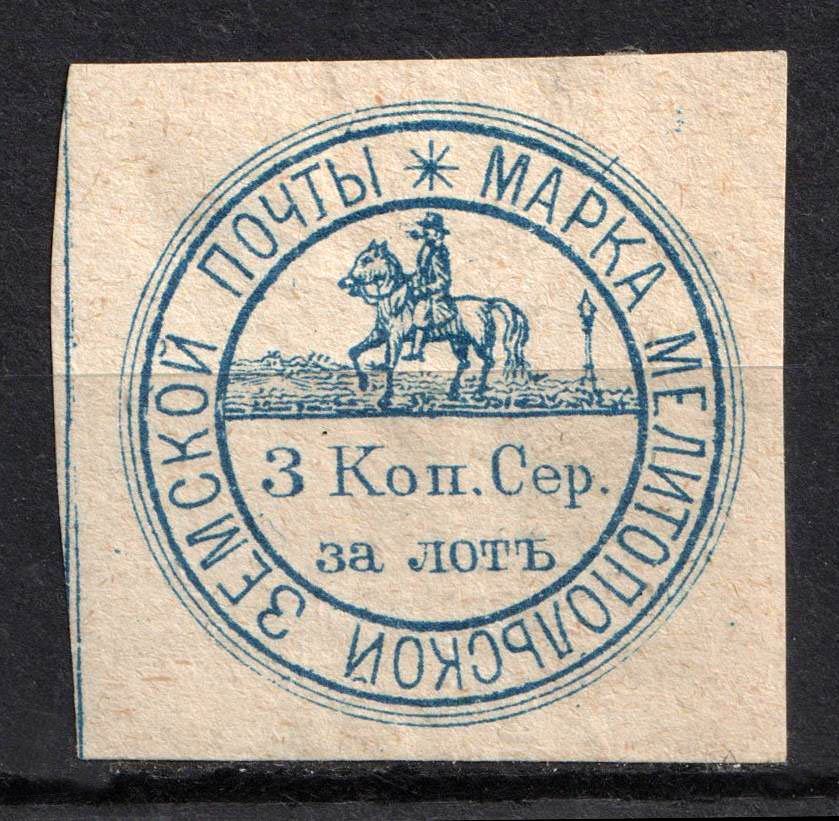 МАРКА МЕЛИТОПОЛЬСКОЙ ЗЕМСКОЙ ПОЧТЫ *
3 Коп. Сер.
за лотъ